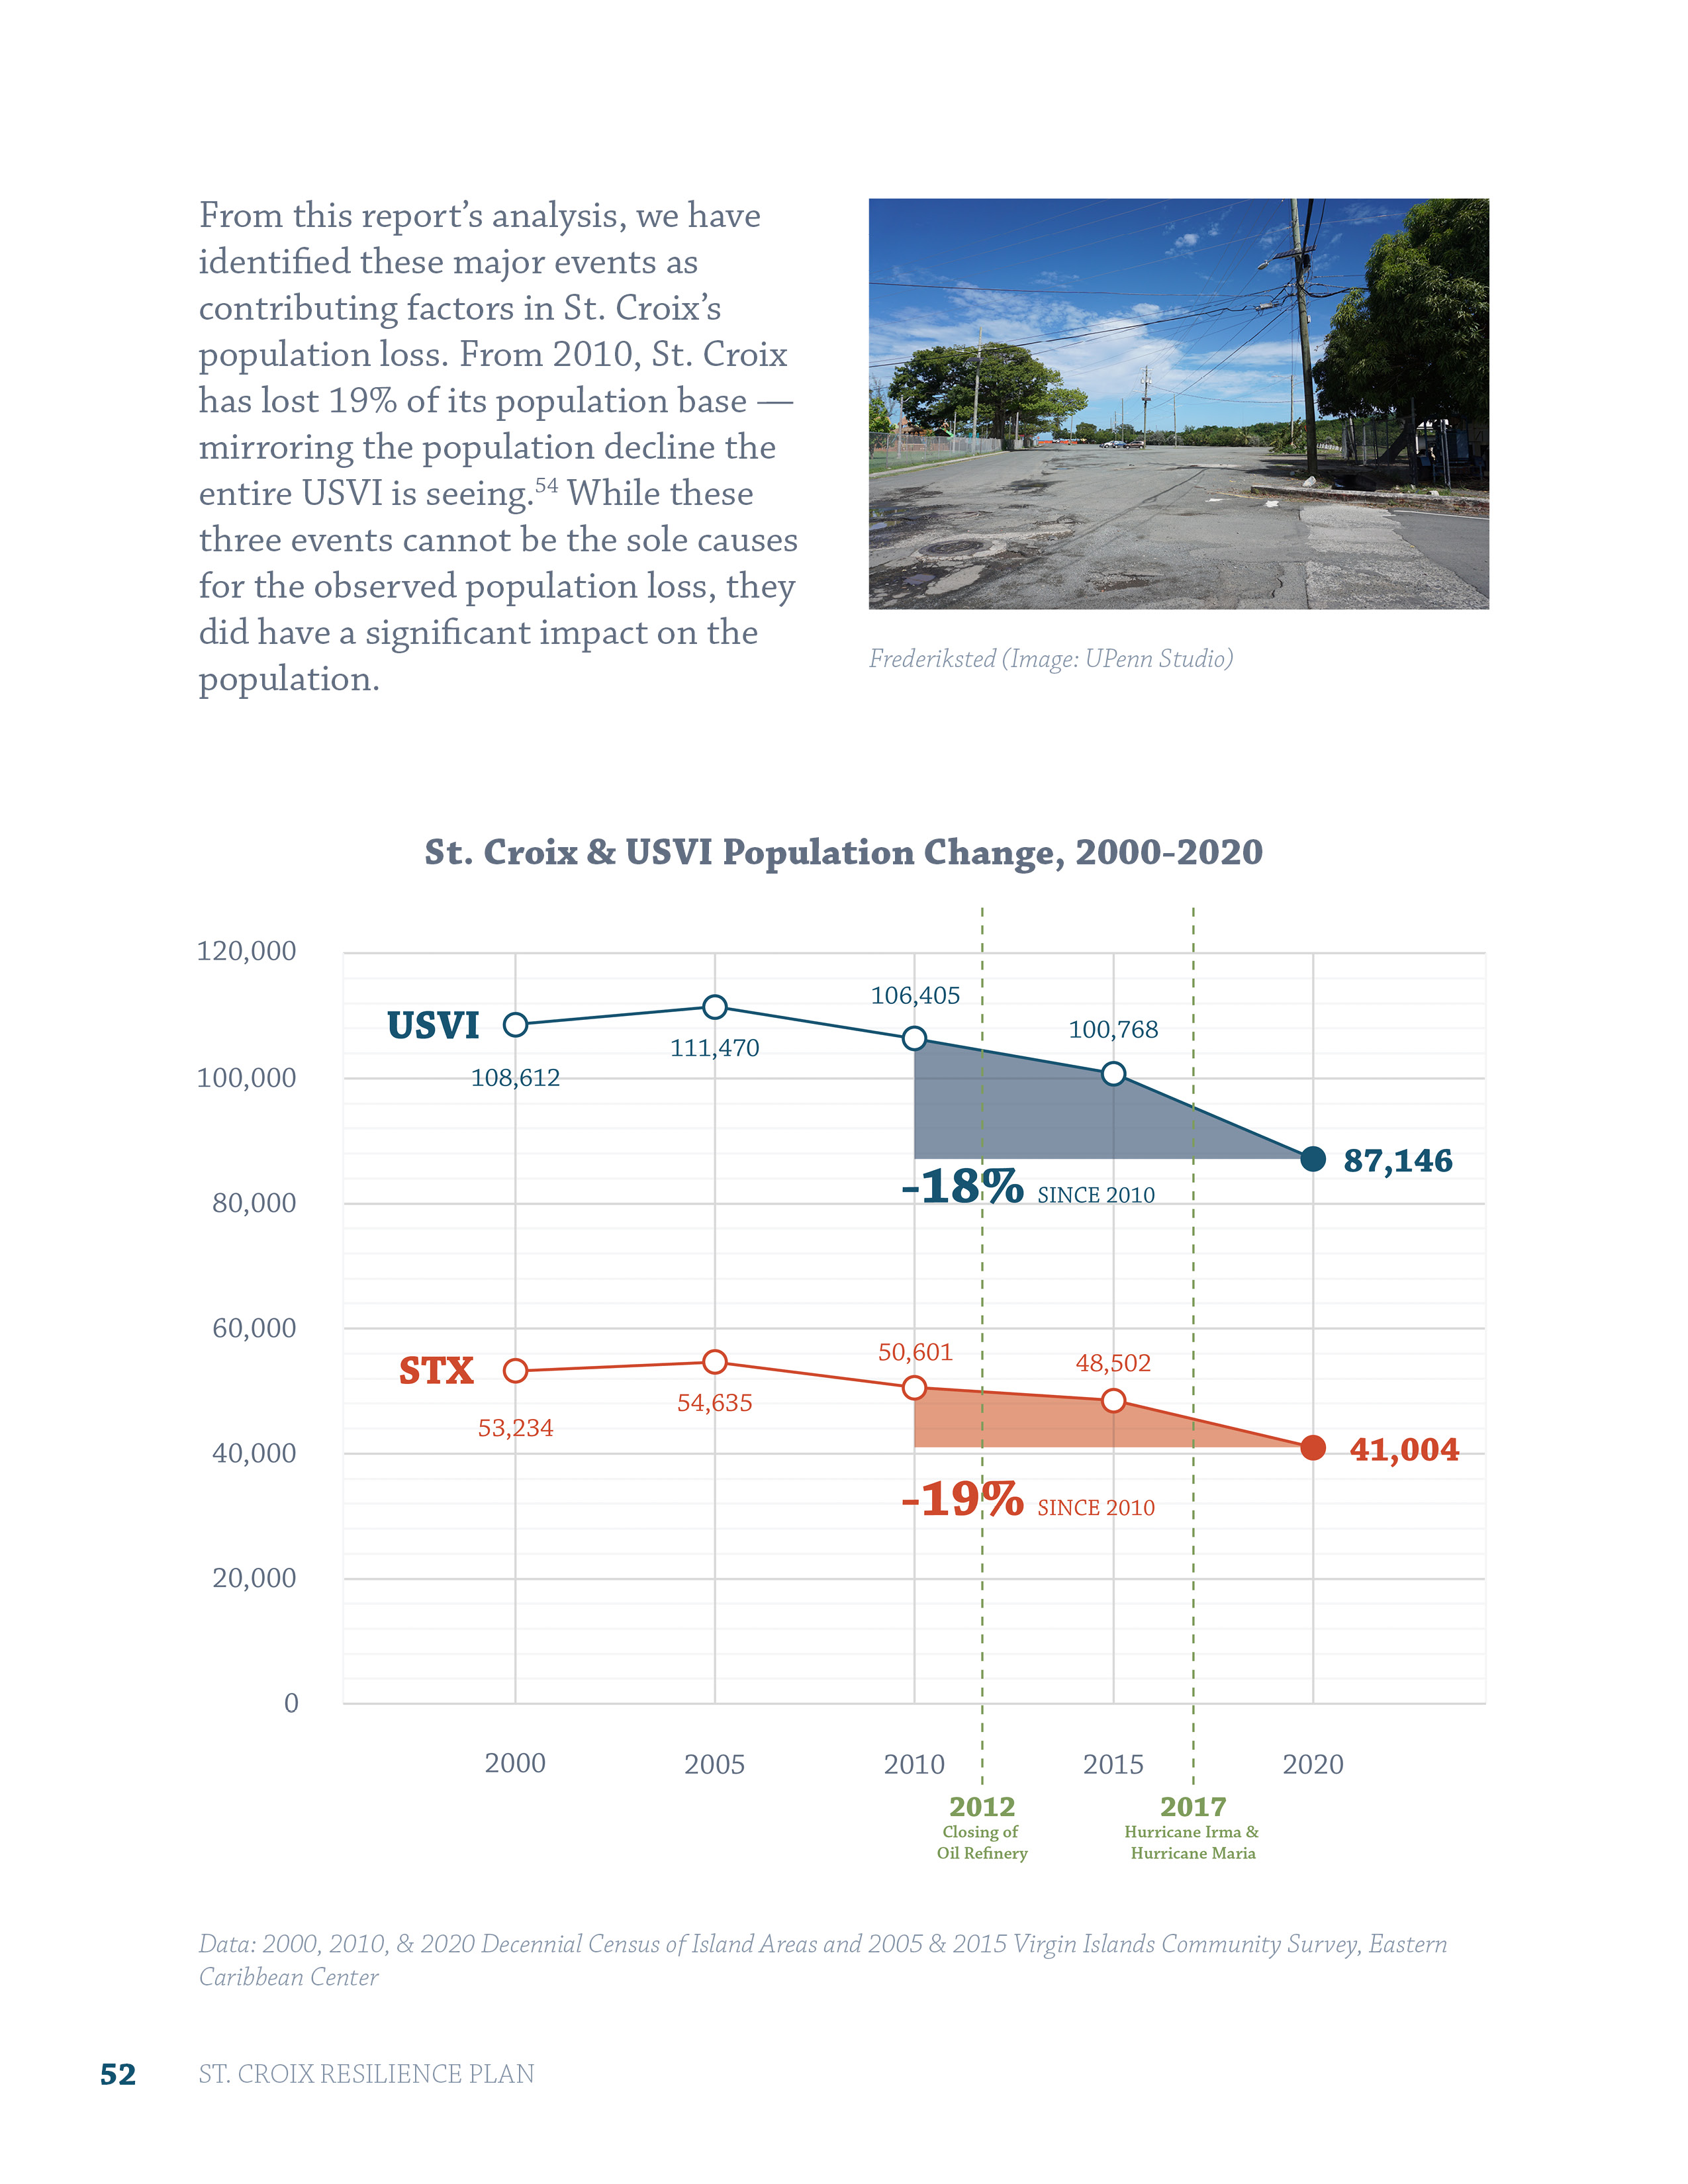 From this report’s analysis, we have
identified these major events as
contributing factors in St. Croix’s
population loss. From 2010, St. Croix
has lost 19% of its population base —
mirroring the population decline the
entire USVI is seeing.54 While these
three events cannot be the sole causes
for the observed population loss, they
did have a significant impact on the
population.
Frederiksted (Image: UPenn Studio)
St. Croix & USVI Population Change, 2000-2020
120,000
100,000
80,000
60,000
40,000
20,000
0
USVI
108,612
111,470
106,405
100,768
87,146
-18% SINCE 2010
STX
53,234
54,635
50,601
48,502
41,004
-19% SINCE 2010
2000 2005 2010 2015 2020
2012
Closing of
Oil Refinery
2017
Hurricane Irma &
Hurricane Maria
Data: 2000, 2010, & 2020 Decennial Census of Island Areas and 2005 & 2015 Virgin Islands Community Survey, Eastern
Caribbean Center
52 ST. CROIX RESILIENCE PLAN